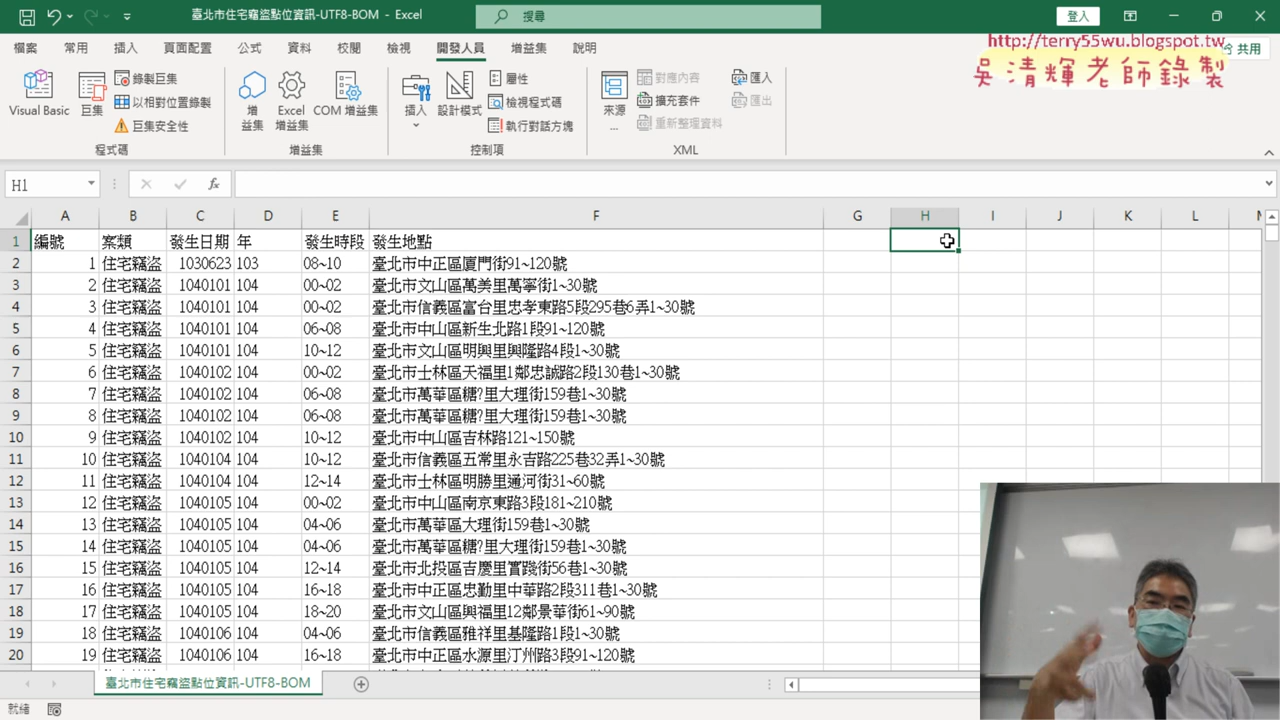 臺北市住宅竊盜點位資訊-UTF8-BOM - Excel
搜尋
登入
http://terry55wu.blogspot.tw
吳清輝老師錄製
共用
檔案 常用 插入 頁面配置 公式 資料 校閱 檢視 開發人員 增益集 說明
Visual Basic
巨集
錄製巨集
以相對位置錄製
巨集安全性
程式碼
增益集
Excel 增益集
COM 增益集
增益集
插入
設計模式
屬性
檢視程式碼
執行對話方塊
控制項
來源...
對應內容
擴充套件
重新整理資料
匯入
匯出
XML
H1
fx
A B C D E F G H I J K L M
1 編號 案類 發生日期 年 發生時段 發生地點
2 1 住宅竊盜 1030623 103 08~10 臺北市中正區廈門街91~120號
3 2 住宅竊盜 1040101 104 00~02 臺北市文山區萬美里萬寧街1~30號
4 3 住宅竊盜 1040101 104 00~02 臺北市信義區富台里忠孝東路5段295巷6弄1~30號
5 4 住宅竊盜 1040101 104 06~08 臺北市中山區新生北路1段91~120號
6 5 住宅竊盜 1040101 104 10~12 臺北市文山區明興里興隆路4段1~30號
7 6 住宅竊盜 1040102 104 00~02 臺北市士林區天福里1鄰忠誠路2段130巷1~30號
8 7 住宅竊盜 1040102 104 06~08 臺北市萬華區糖?里大理街159巷1~30號
9 8 住宅竊盜 1040102 104 06~08 臺北市萬華區糖?里大理街159巷1~30號
10 9 住宅竊盜 1040102 104 10~12 臺北市中山區吉林路121~150號
11 10 住宅竊盜 1040104 104 10~12 臺北市信義區五常里永吉路225巷32弄1~30號
12 11 住宅竊盜 1040104 104 12~14 臺北市士林區明勝里通河街31~60號
13 12 住宅竊盜 1040105 104 00~02 臺北市中山區南京東路3段181~210號
14 13 住宅竊盜 1040105 104 04~06 臺北市萬華區大理街159巷1~30號
15 14 住宅竊盜 1040105 104 04~06 臺北市萬華區糖?里大理街159巷1~30號
16 15 住宅竊盜 1040105 104 12~14 臺北市北投區吉慶里實踐街56巷1~30號
17 16 住宅竊盜 1040105 104 16~18 臺北市中正區忠勤里中華路2段311巷1~30號
18 17 住宅竊盜 1040105 104 18~20 臺北市文山區興福里12鄰景華街61~90號
19 18 住宅竊盜 1040106 104 04~06 臺北市信義區雅祥里基隆路1段1~30號
20 19 住宅竊盜 1040106 104 16~18 臺北市中正區水源里汀州路3段91~120號
臺北市住宅竊盜點位資訊-UTF8-BOM
就緒